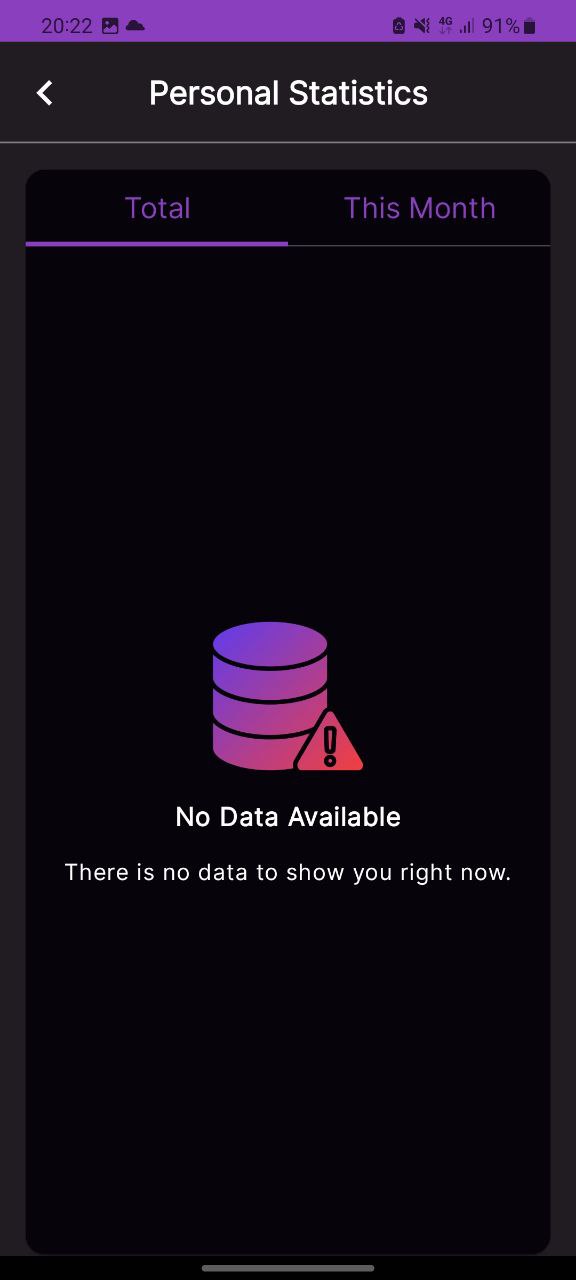 20:22 4G 91%
Personal Statistics
Total This Month
No Data Available
There is no data to show you right now.